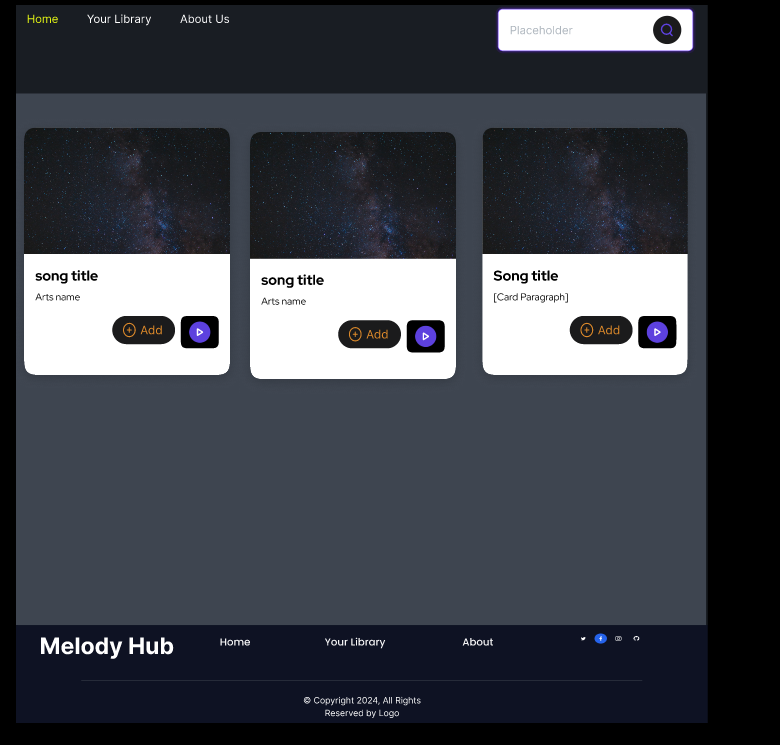 Home Your Library About Us
Placeholder
song title
Arts name
Add
song title
Arts name
Add
Song title
[Card Paragraph]
Add
Melody Hub
Home Your Library About
© Copyright 2024, All Rights
Reserved by Logo